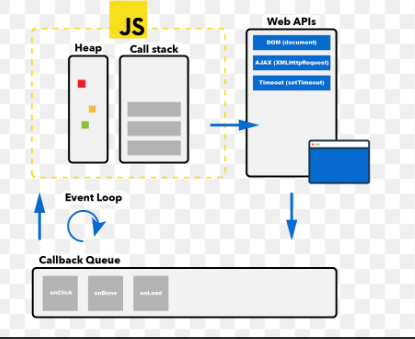 JS
Heap
Call stack
Web APIs
DOM (document)
AJAX (XMLHttpRequest)
Timeout (setTimeout)
Event Loop
Callback Queue
onClick
onDone
onLoad